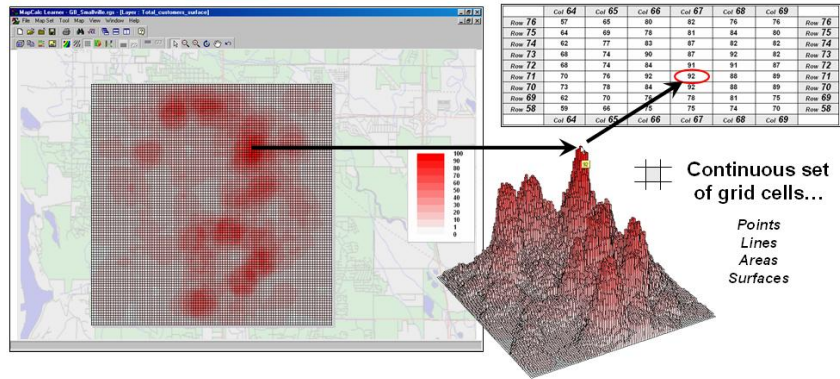 MapCalc Learner - GB_Smallville.rgs - [Layer : Total_customers_surface]
File Map Set Tool Map View Window Help
100
90
80
70
60
50
40
30
20
10
1
0
Col 64 Col 65 Col 66 Col 67 Col 68 Col 69
Row 76 57 65 80 82 76 76 Row 76
Row 75 64 69 78 81 84 80 Row 75
Row 74 62 77 83 87 82 82 Row 74
Row 73 68 74 90 87 92 82 Row 73
Row 72 68 74 84 91 91 87 Row 72
Row 71 70 76 92 92 88 89 Row 71
Row 70 73 78 84 92 88 89 Row 70
Row 69 62 70 76 78 81 75 Row 69
Row 58 59 66 75 75 74 70 Row 58
Col 64 Col 65 Col 66 Col 67 Col 68 Col 69
92
Continuous set
of grid cells...
Points
Lines
Areas
Surfaces